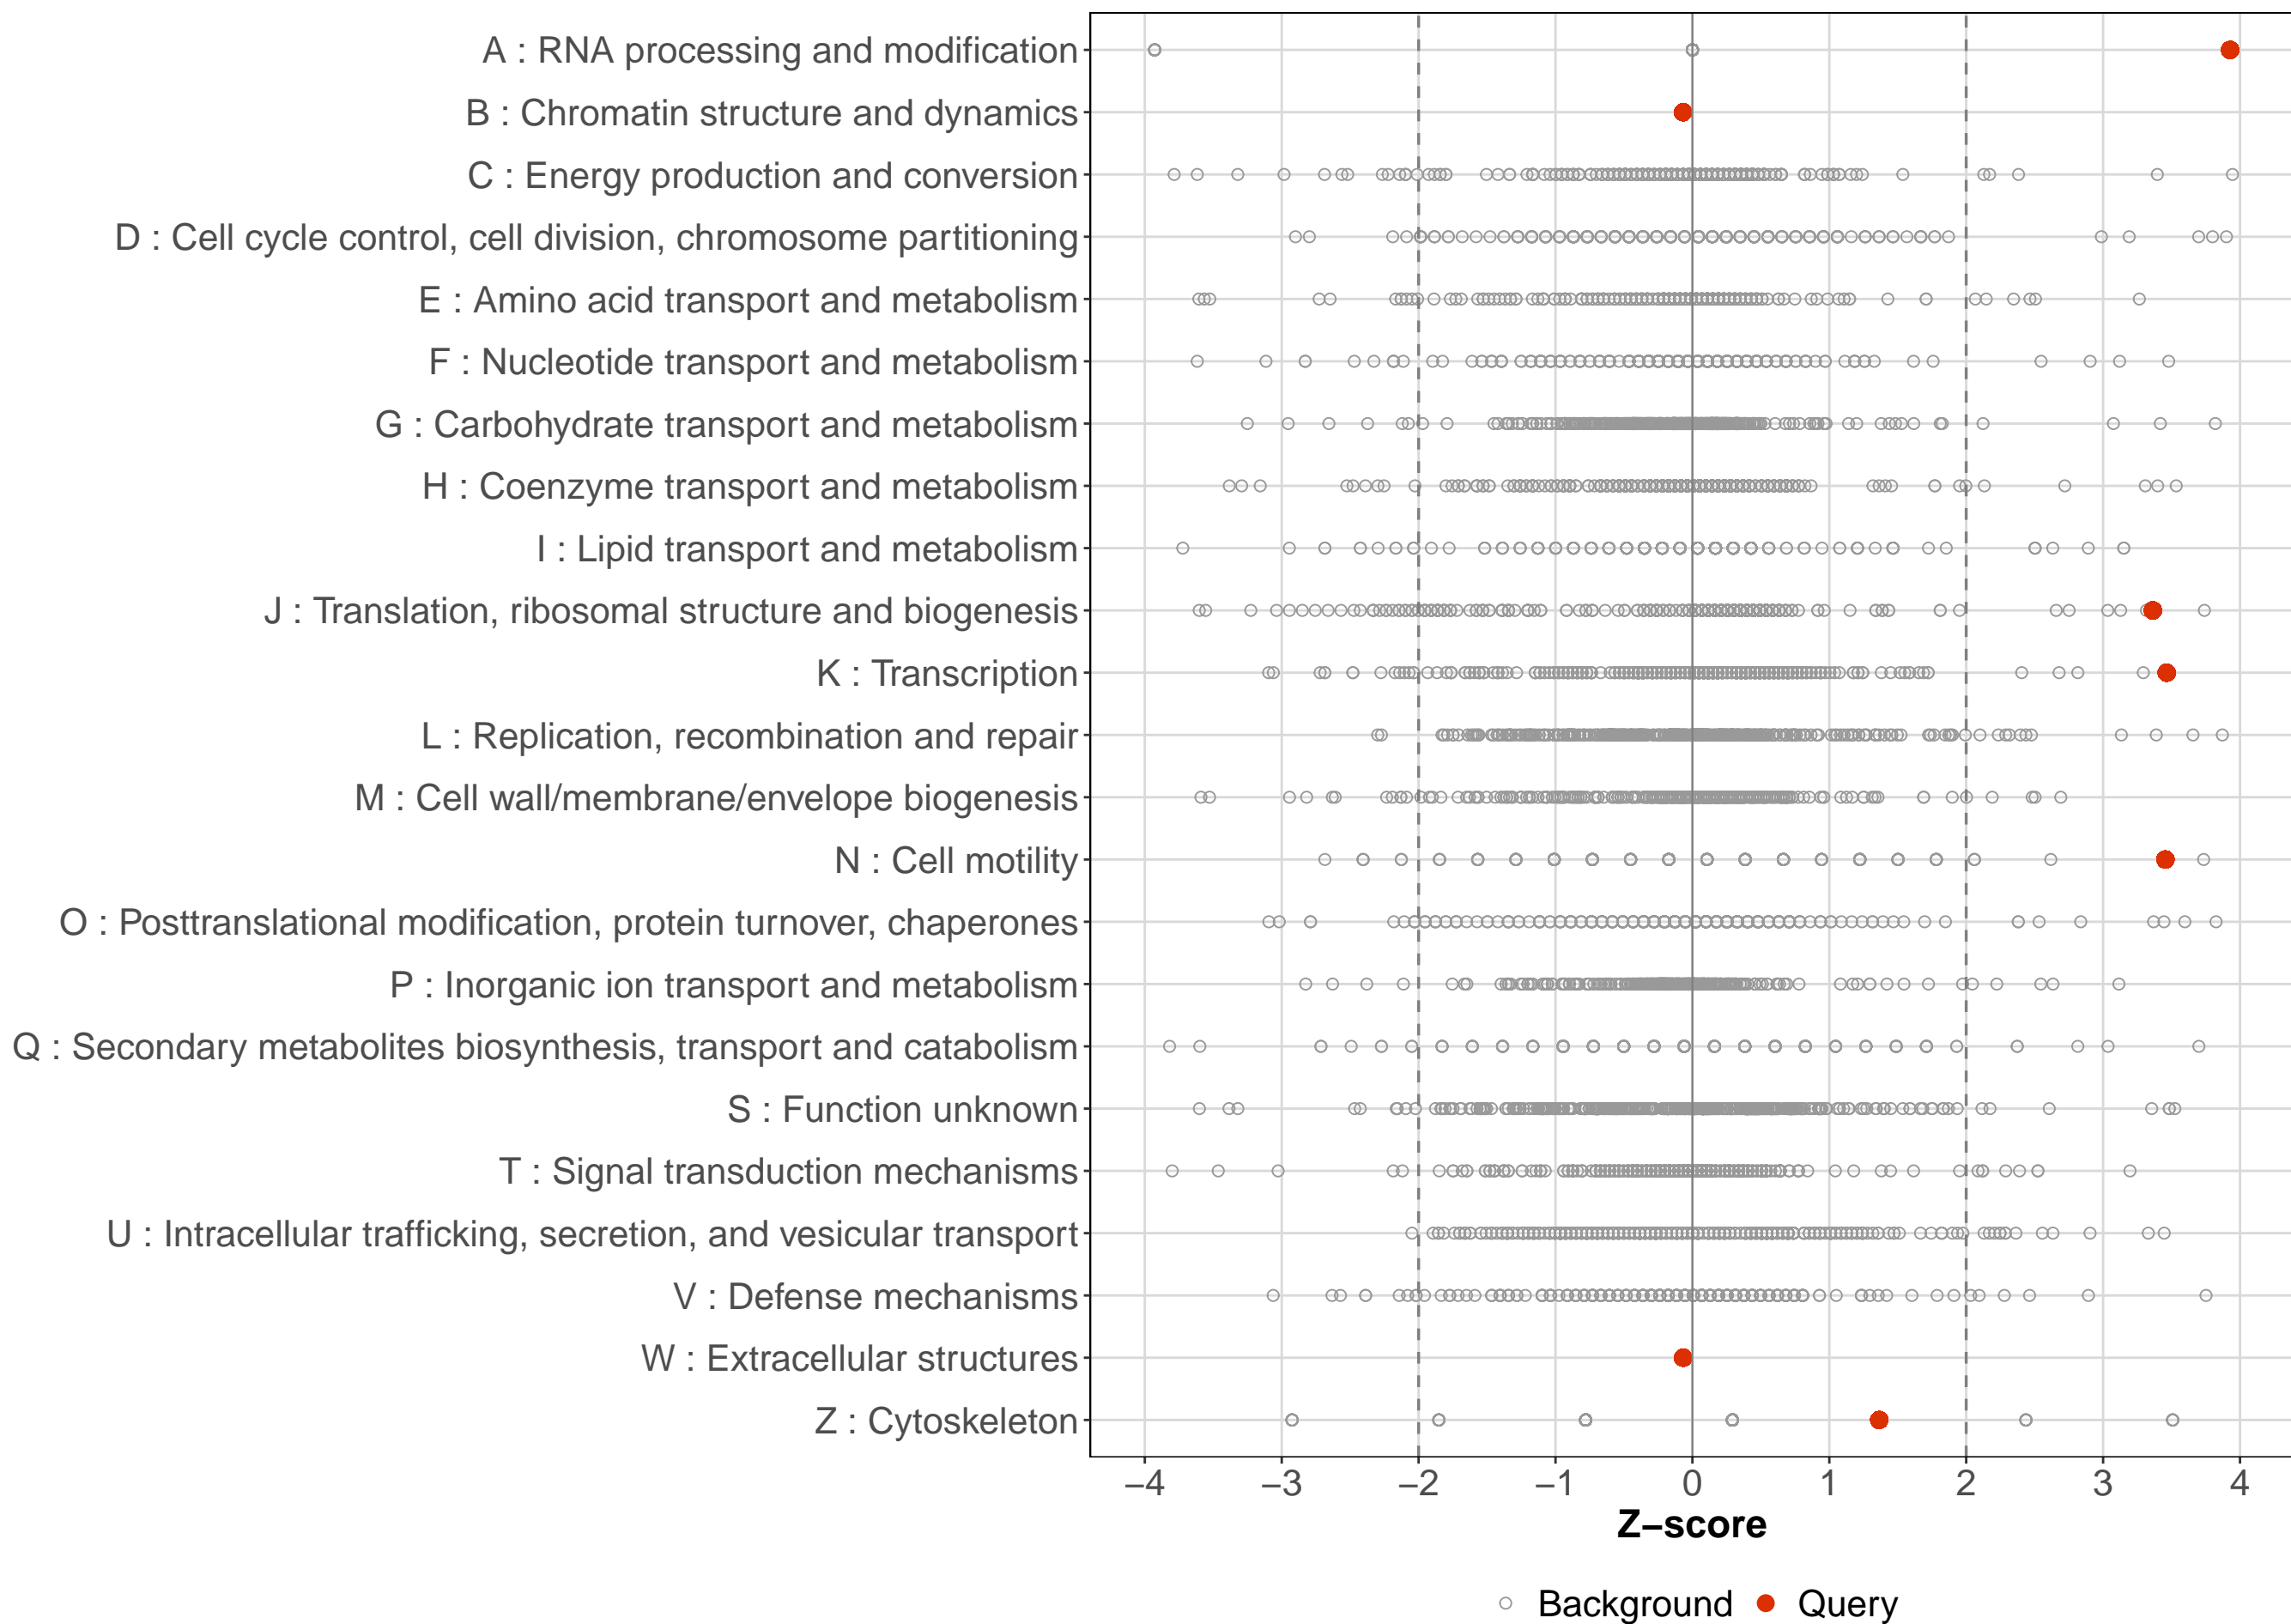 A : RNA processing and modification
B : Chromatin structure and dynamics
C : Energy production and conversion
D : Cell cycle control, cell division, chromosome partitioning
E : Amino acid transport and metabolism
F : Nucleotide transport and metabolism
G : Carbohydrate transport and metabolism
H : Coenzyme transport and metabolism
I : Lipid transport and metabolism
J : Translation, ribosomal structure and biogenesis
K : Transcription
L : Replication, recombination and repair
M : Cell wall/membrane/envelope biogenesis
N : Cell motility
O : Posttranslational modification, protein turnover, chaperones
P : Inorganic ion transport and metabolism
Q : Secondary metabolites biosynthesis, transport and catabolism
S : Function unknown
T : Signal transduction mechanisms
U : Intracellular trafficking, secretion, and vesicular transport
V : Defense mechanisms
W : Extracellular structures
Z : Cytoskeleton
−4 −3 −2 −1 0 1 2 3 4
Z−score
Background Query